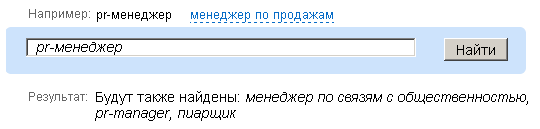 Например: pr-менеджер менеджер по продажам
pr-менеджер Найти
Результат: Будут также найдены: менеджер по связям с общественностью,
pr-manager, пиарщик